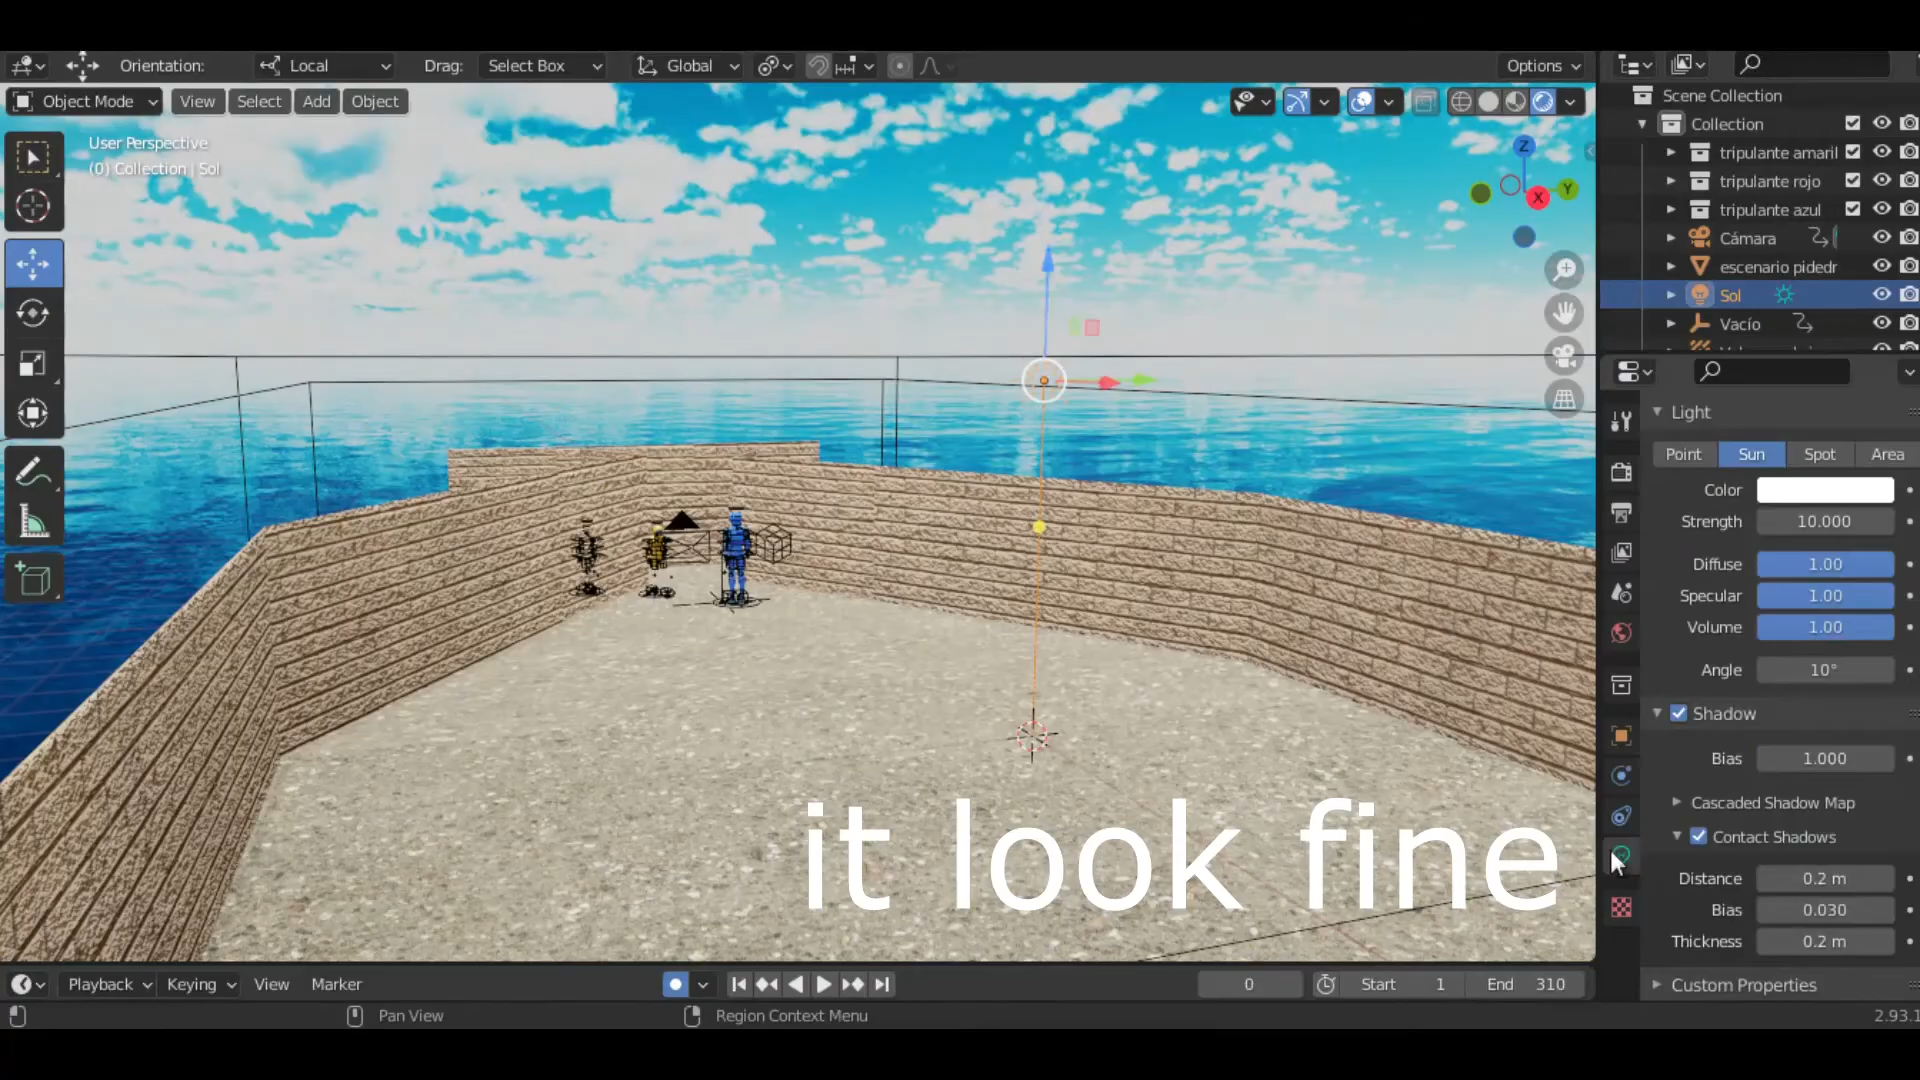 Orientation: Local Drag: Select Box Global Options
Object Mode View Select Add Object
User Perspective
(0) Collection | Sol
Z
Y
X
Scene Collection
Collection
tripulante amaril
tripulante rojo
tripulante azul
Cámara
escenario pidedr
Sol
Vacío
Light
Point Sun Spot Area
Color
Strength 10.000
Diffuse 1.00
Specular 1.00
Volume 1.00
Angle 10°
Shadow
Bias 1.000
Cascaded Shadow Map
Contact Shadows
Distance 0.2 m
Bias 0.030
Thickness 0.2 m
Custom Properties
it look fine
Playback Keying View Marker 0 Start 1 End 310
Pan View Region Context Menu 2.93.1